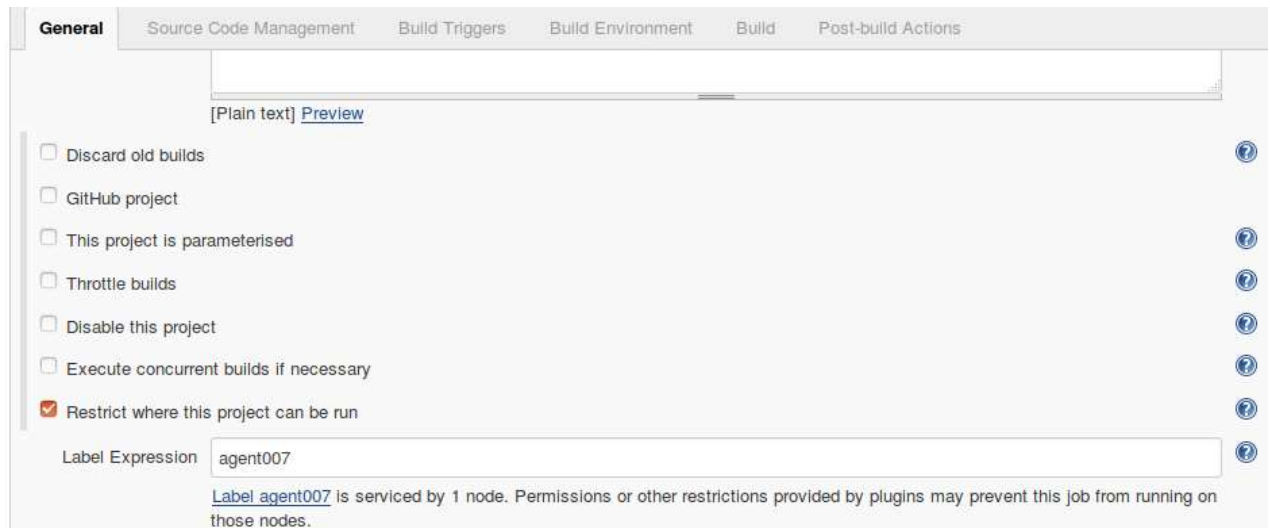 General Source Code Management Build Triggers Build Environment Build Post-build Actions
[Plain text] Preview
Discard old builds
GitHub project
This project is parameterised
Throttle builds
Disable this project
Execute concurrent builds if necessary
Restrict where this project can be run
Label Expression agent007
Label agent007 is serviced by 1 node. Permissions or other restrictions provided by plugins may prevent this job from running on
those nodes.